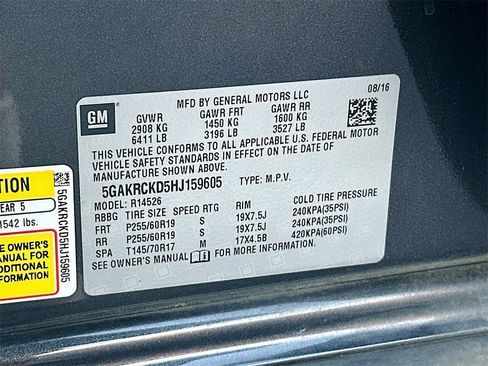 GM
MFD BY GENERAL MOTORS LLC
08/16
GVWR GAWR FRT GAWR RR
2908 KG 1450 KG 1600 KG
6411 LB 3196 LB 3527 LB
THIS VEHICLE CONFORMS TO ALL APPLICABLE U.S. FEDERAL MOTOR
VEHICLE SAFETY STANDARDS IN EFFECT ON THE DATE OF
MANUFACTURE SHOWN ABOVE.
5GAKRCKD5HJ159605 TYPE: M.P.V.
MODEL: R14526
RBBG TIRE SIZE SPEED RTG RIM COLD TIRE PRESSURE
FRT P255/60R19 S 19X7.5J 240KPA(35PSI)
RR P255/60R19 S 19X7.5J 240KPA(35PSI)
SPA T145/70R17 M 17X4.5B 420KPA(60PSI)
SEE OWNER'S MANUAL FOR MORE INFORMATION.
TION
EAR 5
1542 lbs.
E OWNER'S
MANUAL for
ADDITIONAL
FORMATION
5GAKRCKD5HJ159605